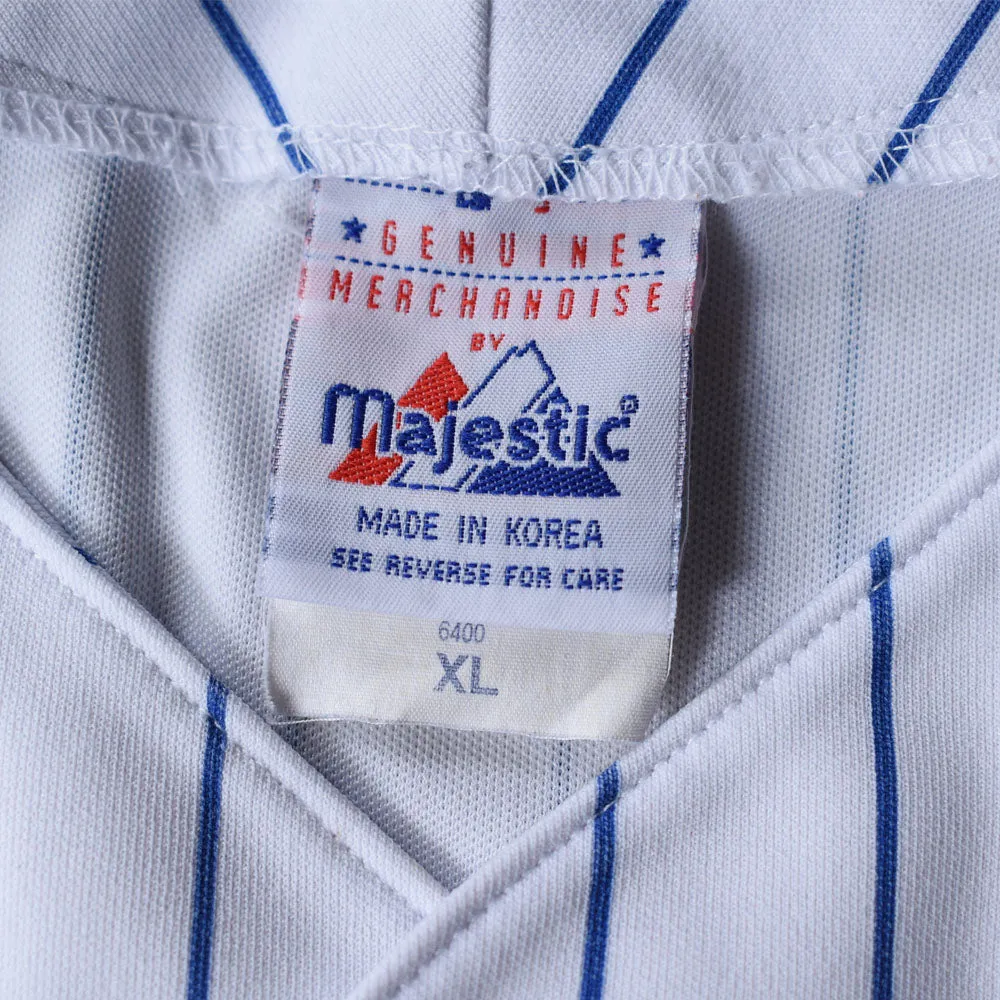 GENUINE
MERCHANDISE
BY
Majestic®
MADE IN KOREA
SEE REVERSE FOR CARE
6400
XL